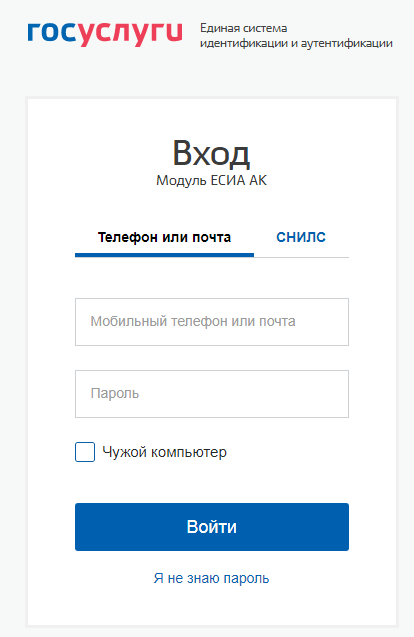 госуслуги
Единая система
идентификации и аутентификации
Вход
Модуль ЕСИА АК
Телефон или почта
СНИЛС
Мобильный телефон или почта
Пароль
Чужой компьютер
Войти
Я не знаю пароль